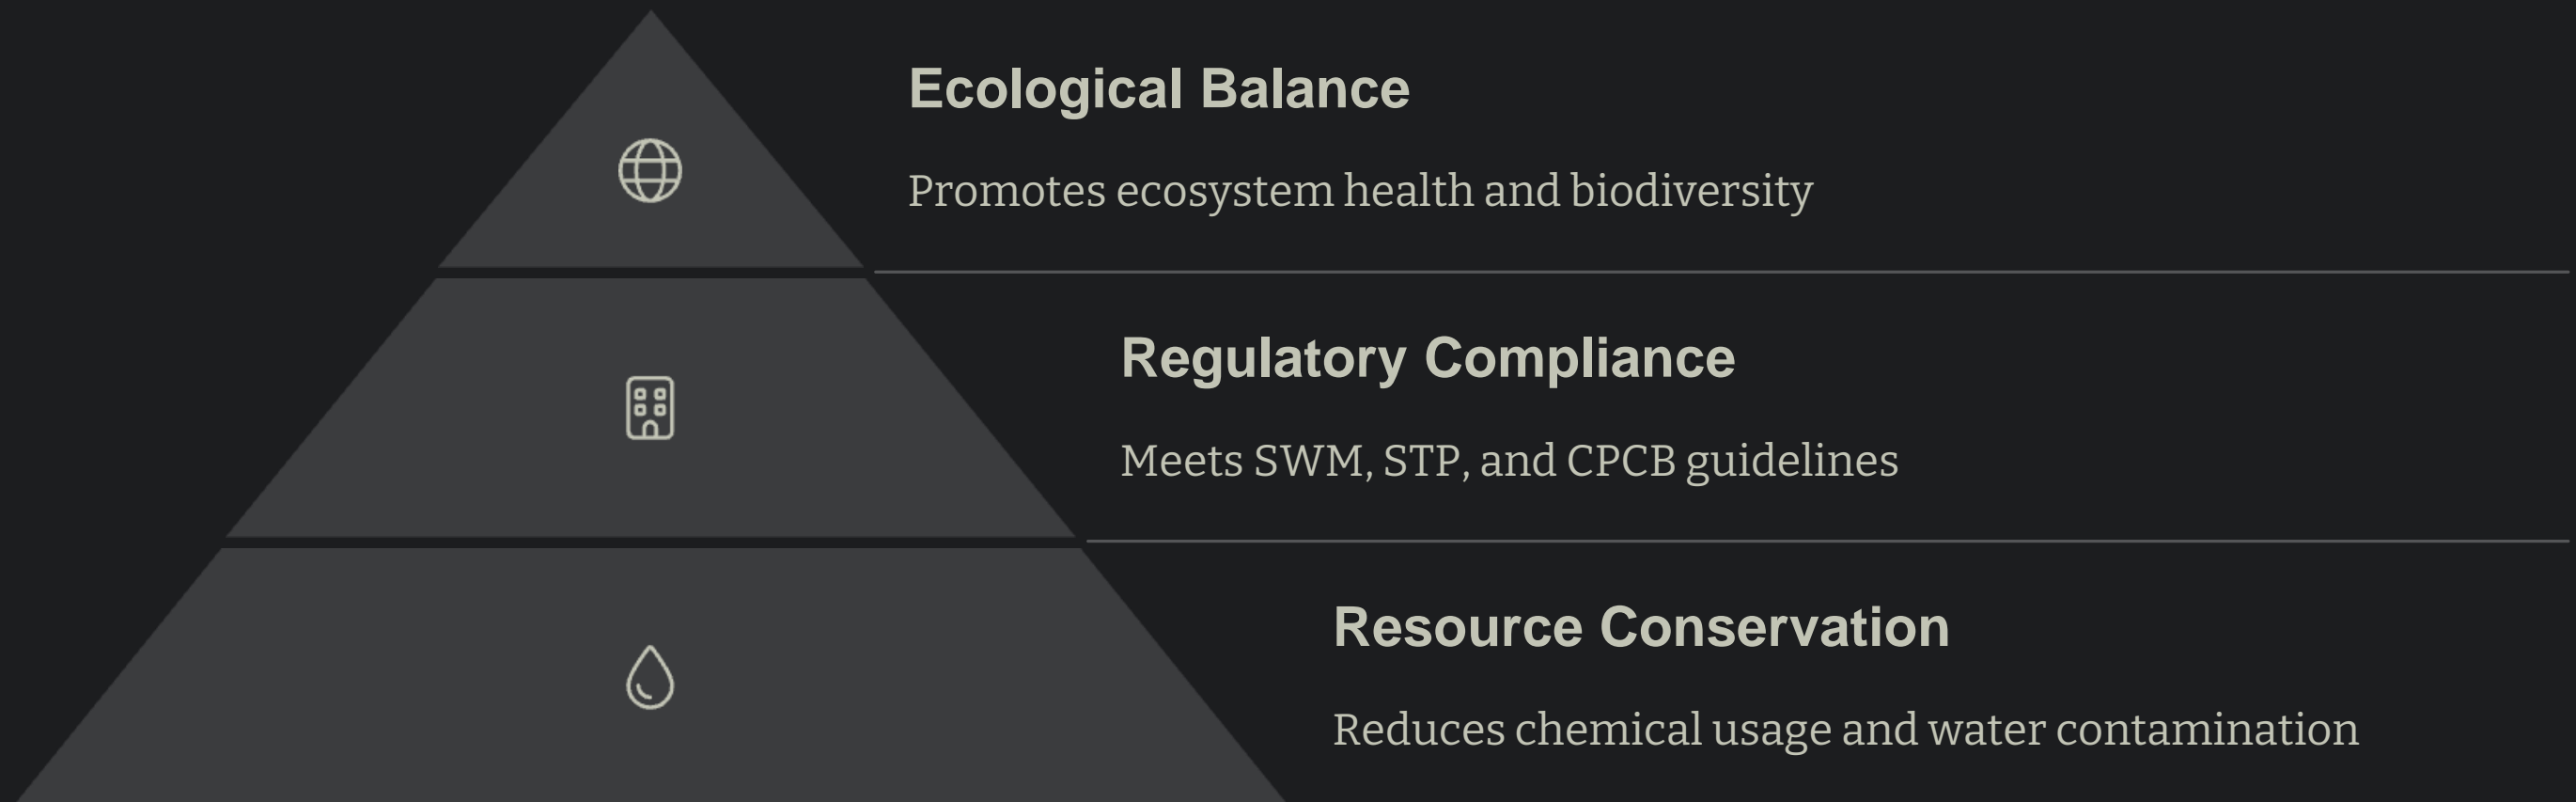 Ecological Balance
Promotes ecosystem health and biodiversity
Regulatory Compliance
Meets SWM, STP, and CPCB guidelines
Resource Conservation
Reduces chemical usage and water contamination